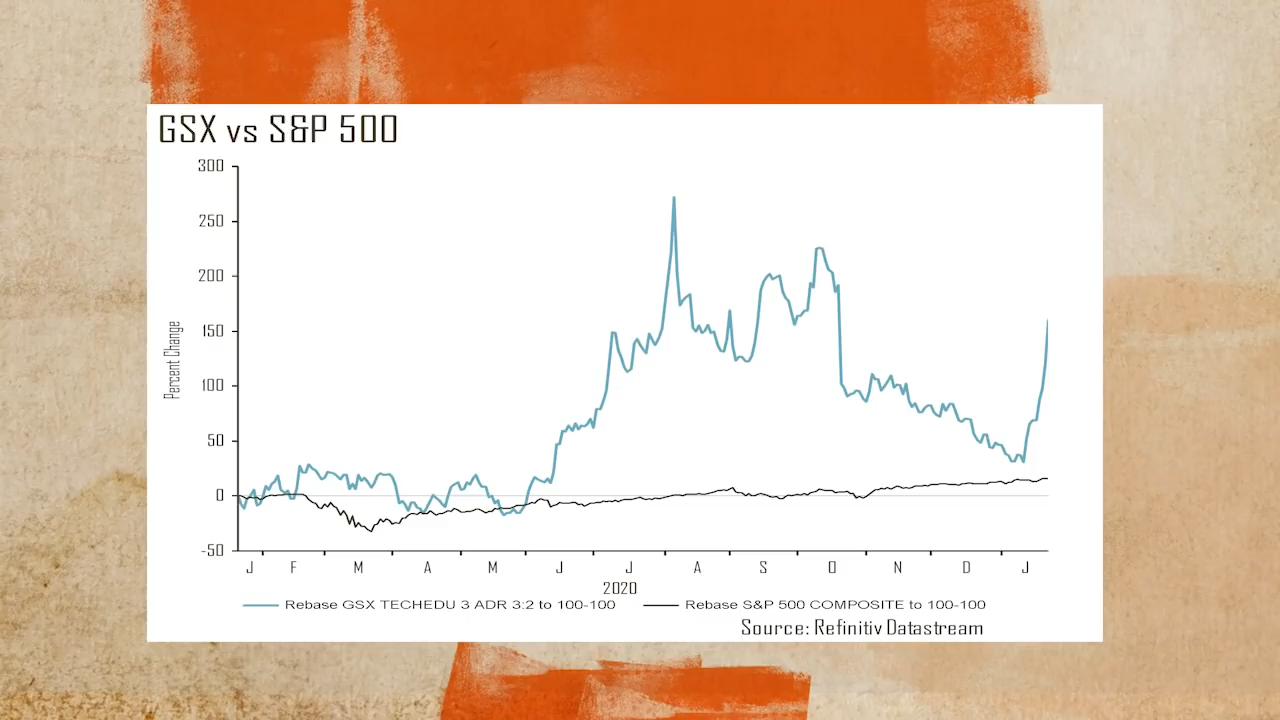 GSX vs S&P 500
300
250
200
150
100
50
0
-50
Percent Change
J F M A M J J A S O N D J
2020
Rebase GSX TECHEDU 3 ADR 3:2 to 100-100 Rebase S&P 500 COMPOSITE to 100-100
Source: Refinitiv Datastream